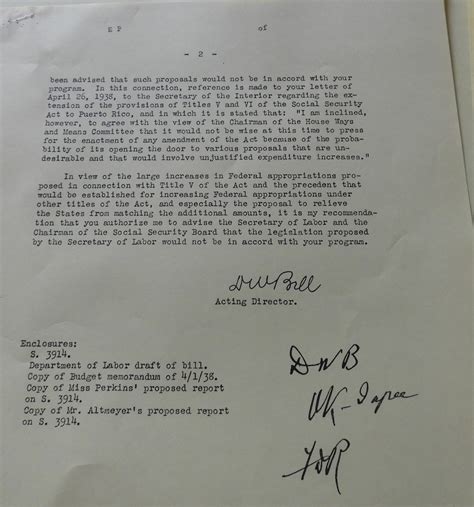 E P of
- 2 -
been advised that such proposals would not be in accord with your
program. In this connection, reference is made to your letter of
April 26, 1938, to the Secretary of the Interior regarding the ex-
tension of the provisions of Titles V and VI of the Social Security
Act to Puerto Rico, and in which it is stated that: "I am inclined,
however, to agree with the view of the Chairman of the House Ways
and Means Committee that it would not be wise at this time to press
for the enactment of any amendment of the Act because of the proba-
bility of its opening the door to various proposals that are un-
desirable and that would involve unjustified expenditure increases."
In view of the large increases in Federal appropriations pro-
posed in connection with Title V of the Act and the precedent that
would be established for increasing Federal appropriations under
other titles of the Act, and especially the proposal to relieve
the States from matching the additional amounts, it is my recommenda-
tion that you authorize me to advise the Secretary of Labor and the
Chairman of the Social Security Board that the legislation proposed
by the Secretary of Labor would not be in accord with your program.
DWBell
Acting Director.
Enclosures;
S. 3914.
Department of Labor draft of bill.
Copy of Budget memorandum of 4/1/38.
Copy of Miss Perkins' proposed report
on S. 3914.
Copy of Mr. Altmeyer's proposed report
on S. 3914.
DWB
OK - I agree
FDR